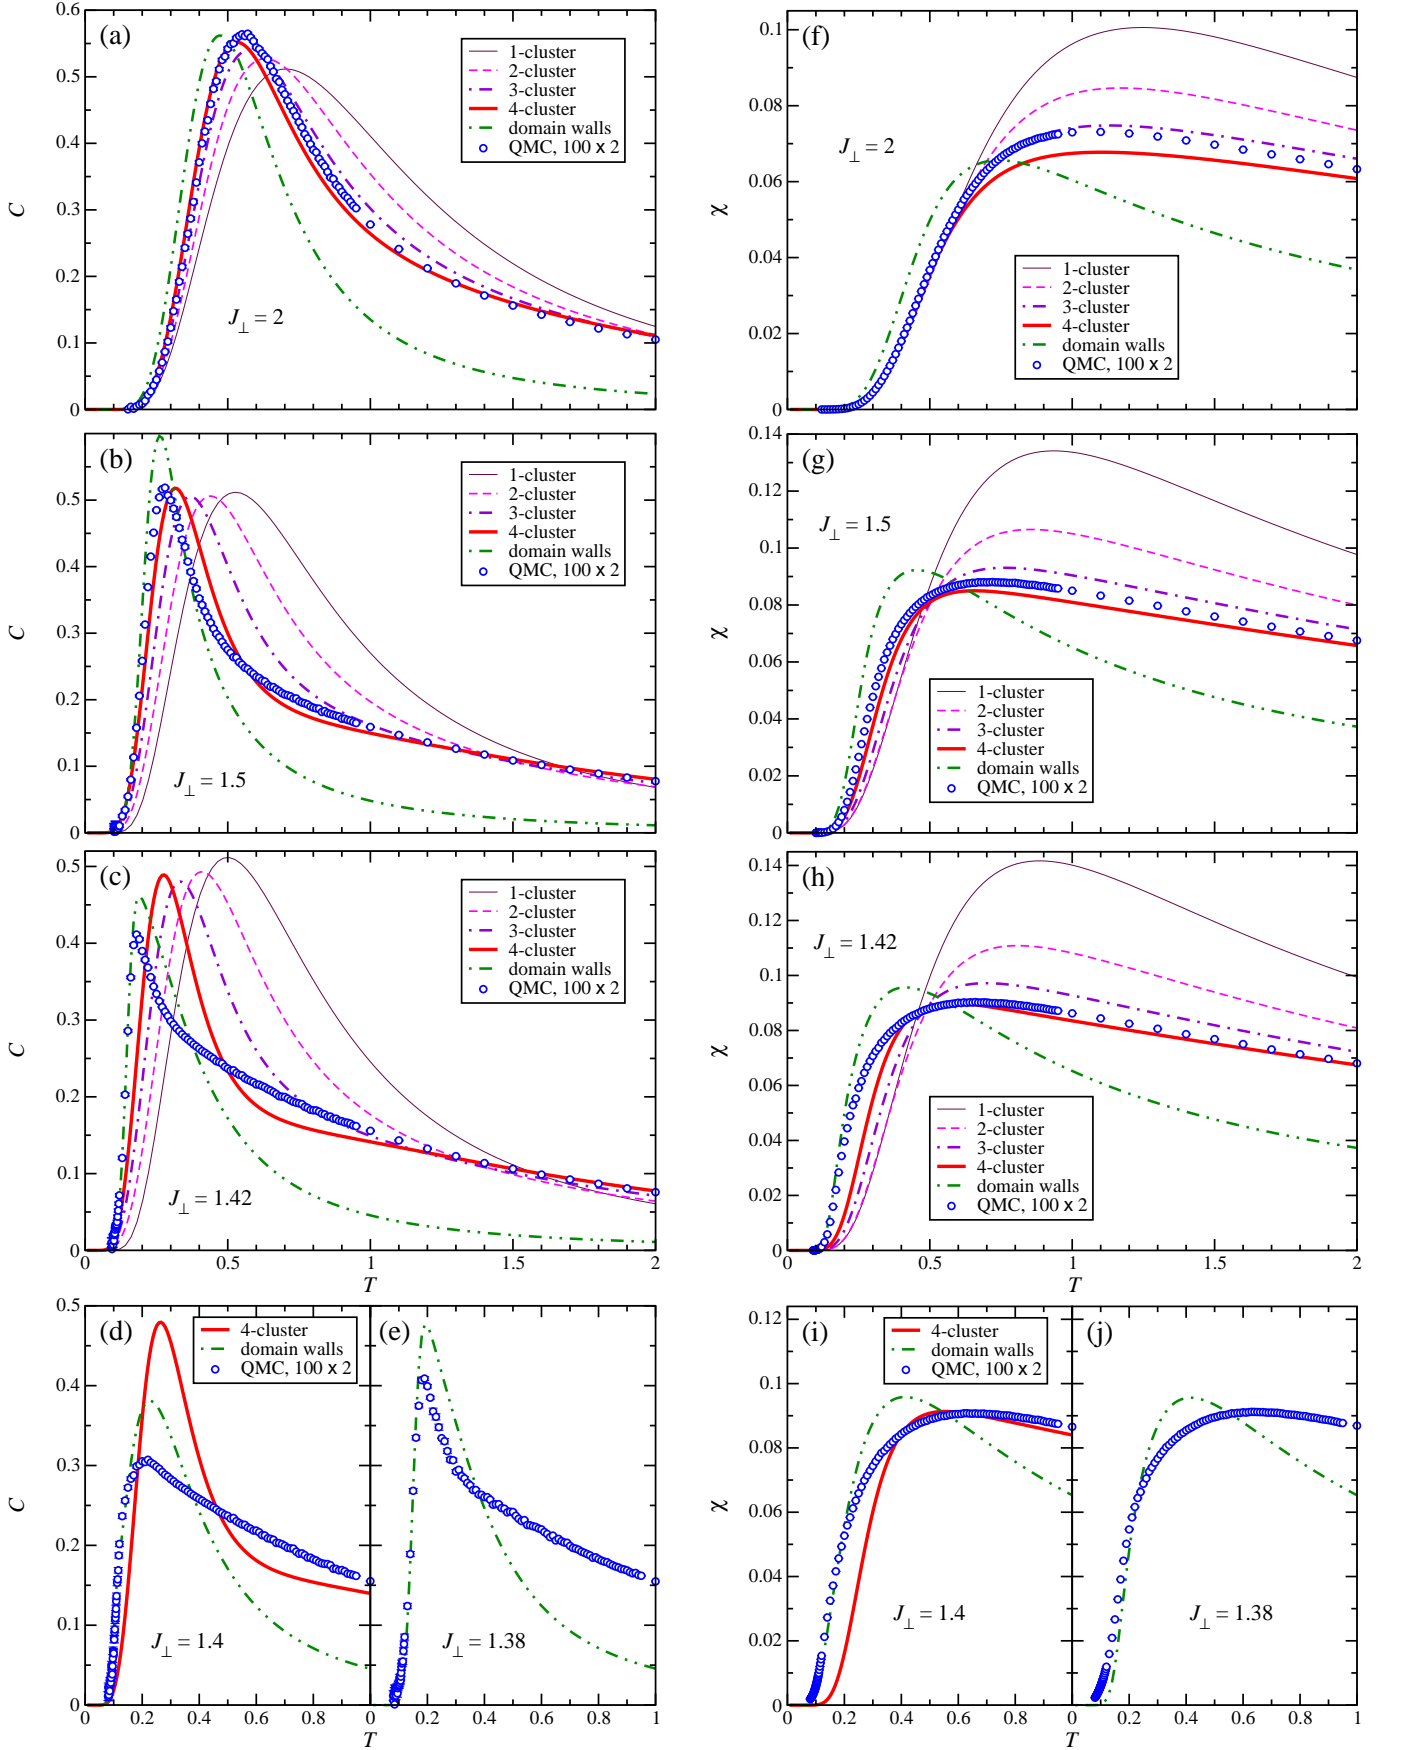 (a)
0.6
0.5
0.4
0.3
0.2
0.1
0
C
1-cluster
2-cluster
3-cluster
4-cluster
domain walls
QMC, 100 x 2
J⊥ = 2
(f)
0.1
0.08
0.06
0.04
0.02
0
χ
J⊥ = 2
1-cluster
2-cluster
3-cluster
4-cluster
domain walls
QMC, 100 x 2
(b)
0.5
0.4
0.3
0.2
0.1
0
C
1-cluster
2-cluster
3-cluster
4-cluster
domain walls
QMC, 100 x 2
J⊥ = 1.5
(g)
0.14
0.12
0.1
0.08
0.06
0.04
0.02
0
χ
J⊥ = 1.5
1-cluster
2-cluster
3-cluster
4-cluster
domain walls
QMC, 100 x 2
(c)
0.5
0.4
0.3
0.2
0.1
0
C
1-cluster
2-cluster
3-cluster
4-cluster
domain walls
QMC, 100 x 2
J⊥ = 1.42
0 0.5 1 1.5 2
T
(h)
0.14
0.12
0.1
0.08
0.06
0.04
0.02
0
χ
J⊥ = 1.42
1-cluster
2-cluster
3-cluster
4-cluster
domain walls
QMC, 100 x 2
0 0.5 1 1.5 2
T
(d)
0.5
0.4
0.3
0.2
0.1
0
C
4-cluster
domain walls
QMC, 100 x 2
J⊥ = 1.4
0 0.2 0.4 0.6 0.8
(e)
J⊥ = 1.38
0 0.2 0.4 0.6 0.8 1
T
(i)
0.12
0.1
0.08
0.06
0.04
0.02
0
χ
4-cluster
domain walls
QMC, 100 x 2
J⊥ = 1.4
0 0.2 0.4 0.6 0.8
(j)
J⊥ = 1.38
0 0.2 0.4 0.6 0.8 1
T